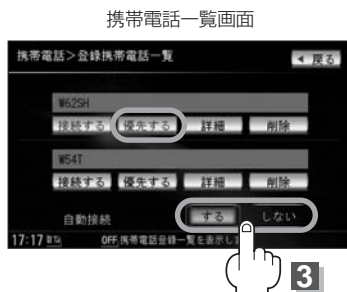 携帯電話一覧画面
携帯電話>登録携帯電話一覧
戻る
W62SH
接続する 優先する 詳細 削除
W54T
接続する 優先する 詳細 削除
自動接続 する しない
17:17 OFF 携帯電話登録一覧を表示し
3